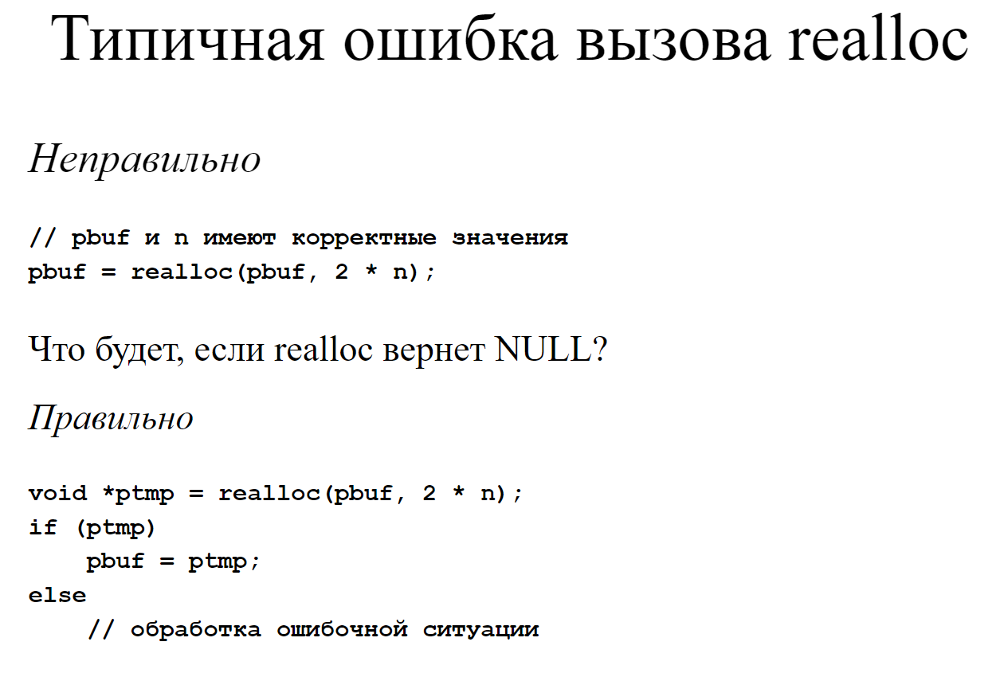 Типичная ошибка вызова realloc
Неправильно
// pbuf и n имеют корректные значения
pbuf = realloc(pbuf, 2 * n);
Что будет, если realloc вернет NULL?
Правильно
void *ptmp = realloc(pbuf, 2 * n);
if (ptmp)
    pbuf = ptmp;
else
    // обработка ошибочной ситуации